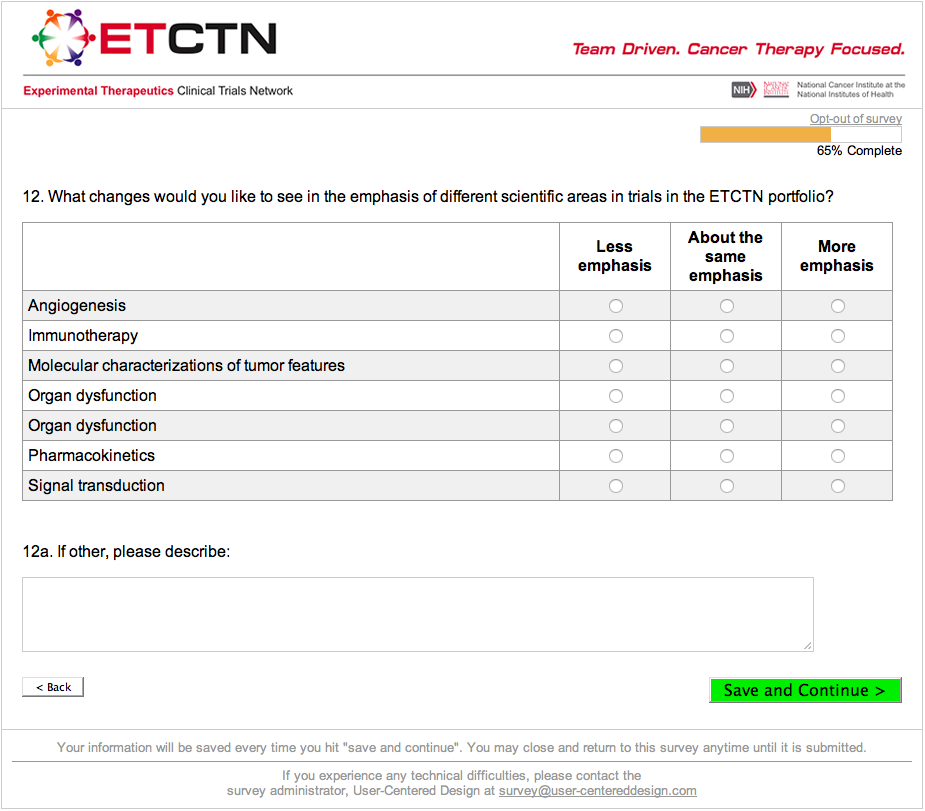 ETCTN
Team Driven. Cancer Therapy Focused.
Experimental Therapeutics Clinical Trials Network
NIH NATIONAL CANCER INSTITUTE National Cancer Institute at the
National Institutes of Health
Opt-out of survey
65% Complete
12. What changes would you like to see in the emphasis of different scientific areas in trials in the ETCTN portfolio?
Less emphasis About the same emphasis More emphasis
Angiogenesis
Immunotherapy
Molecular characterizations of tumor features
Organ dysfunction
Organ dysfunction
Pharmacokinetics
Signal transduction
12a. If other, please describe:
< Back
Save and Continue >
Your information will be saved every time you hit "save and continue". You may close and return to this survey anytime until it is submitted.
If you experience any technical difficulties, please contact the
survey administrator, User-Centered Design at survey@user-centereddesign.com